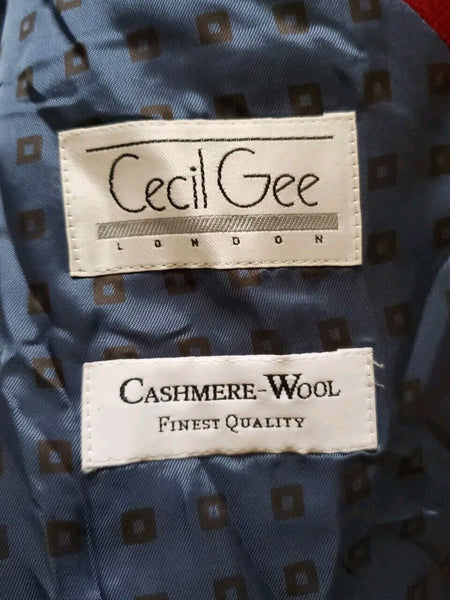 Cecil Gee
LONDON
CASHMERE-WOOL
FINEST QUALITY